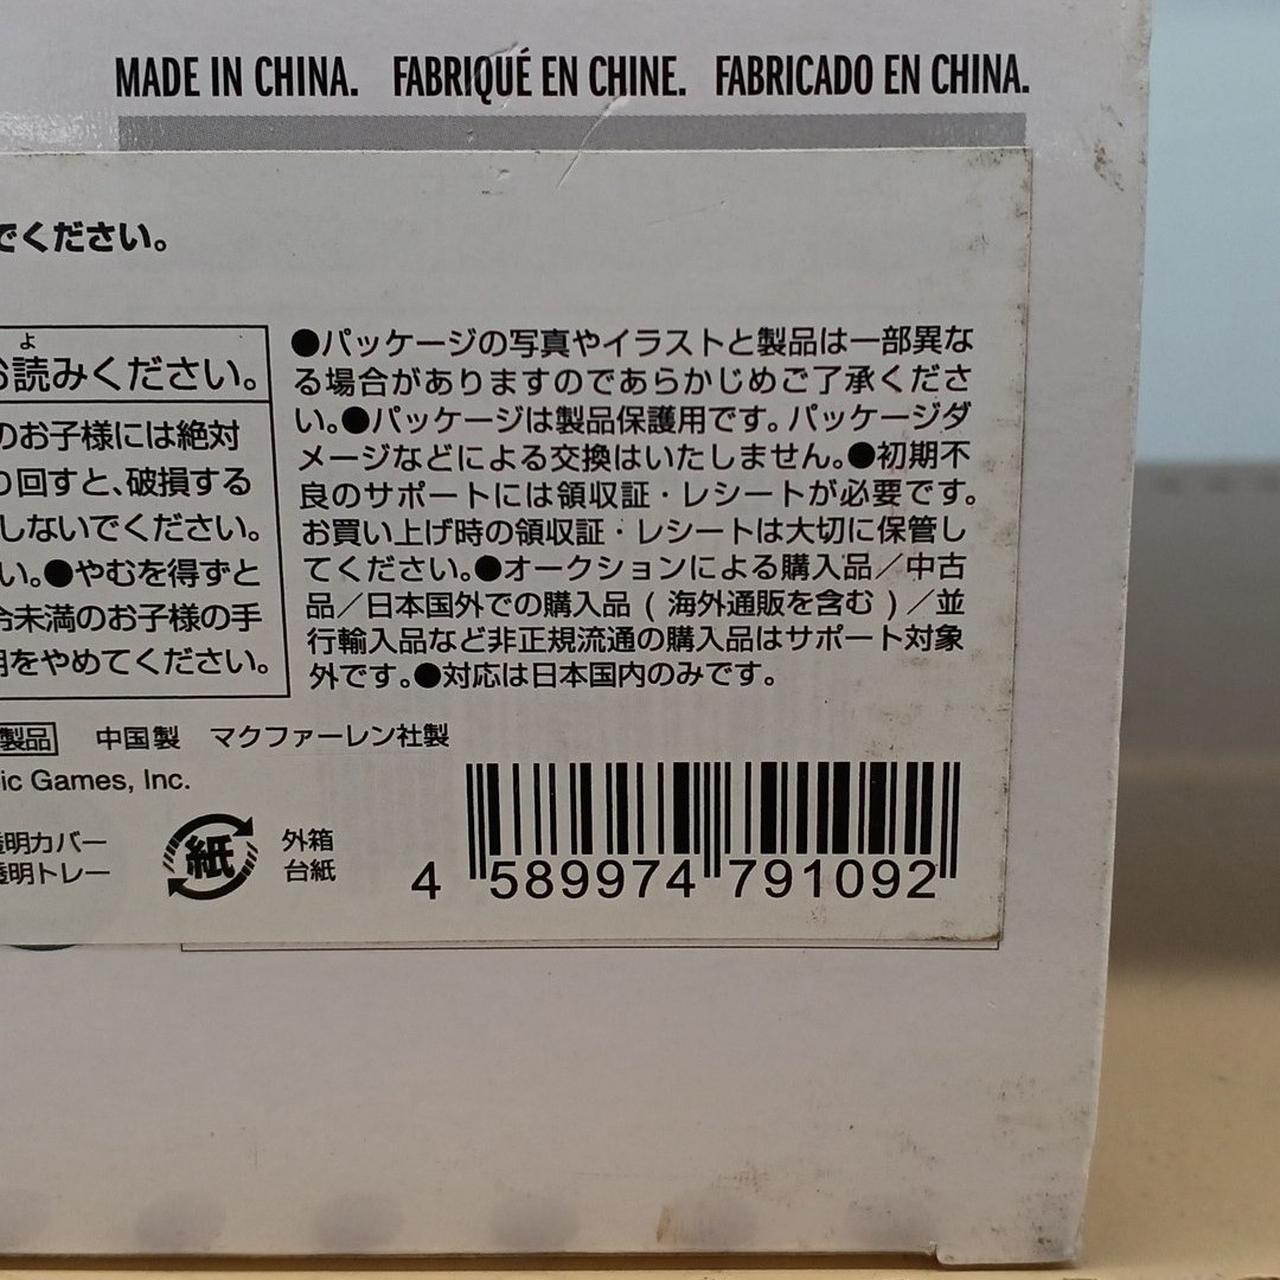 MADE IN CHINA. FABRIQUÉ EN CHINE. FABRICADO EN CHINA.
でください。
よ
お読みください。
のお子様には絶対
り回すと、破損する
しないでください。
い。●やむを得ずと
令未満のお子様の手
用をやめてください。
●パッケージの写真やイラストと製品は一部異な
る場合がありますのであらかじめご了承くださ
い。●パッケージは製品保護用です。パッケージダ
メージなどによる交換はいたしません。●初期不
良のサポートには領収証・レシートが必要です。
お買い上げ時の領収証・レシートは大切に保管し
てください。●オークションによる購入品／中古
品／日本国外での購入品 ( 海外通販を含む ) ／並
行輸入品など非正規流通の購入品はサポート対象
外です。●対応は日本国内のみです。
製品 中国製 マクファーレン社製
ic Games, Inc.
透明カバー
透明トレー
紙
外箱
台紙
4 589974 791092